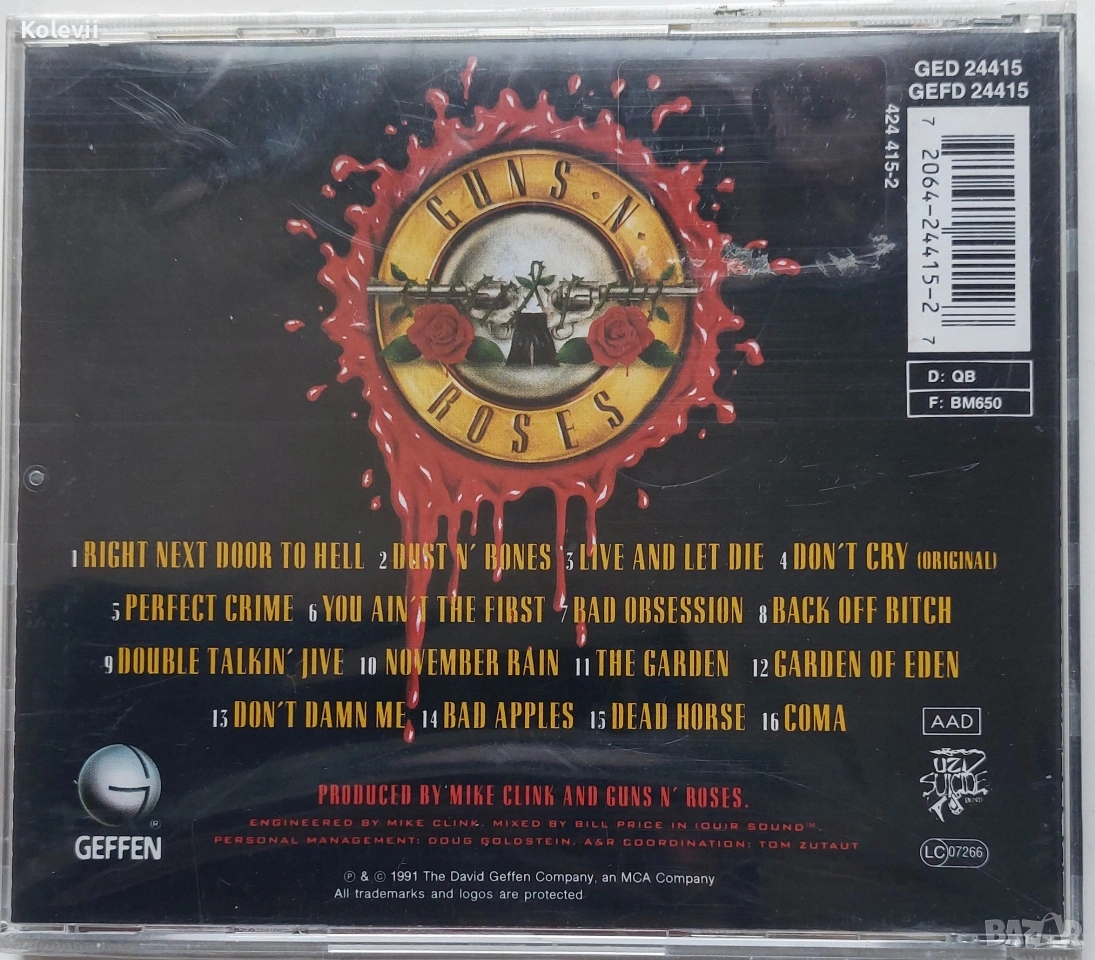 Kolevii
GED 24415
GEFD 24415
424 415-2
7 2064-24415-2 7
D: QB
F: BM650
GUNS · N ·
ROSES
1 RIGHT NEXT DOOR TO HELL 2 DUST N' BONES 3 LIVE AND LET DIE 4 DON'T CRY (ORIGINAL)
5 PERFECT CRIME 6 YOU AIN'T THE FIRST 7 BAD OBSESSION 8 BACK OFF BITCH
9 DOUBLE TALKIN' JIVE 10 NOVEMBER RAIN 11 THE GARDEN 12 GARDEN OF EDEN
13 DON'T DAMN ME 14 BAD APPLES 15 DEAD HORSE 16 COMA
AAD
UZI
SUICIDE
PRODUCED BY MIKE CLINK AND GUNS N' ROSES.
ENGINEERED BY MIKE CLINK. MIXED BY BILL PRICE IN (OU)R SOUND™.
PERSONAL MANAGEMENT: DOUG GOLDSTEIN. A&R COORDINATION: TOM ZUTAUT
GEFFEN®
LC 07266
℗ & © 1991 The David Geffen Company, an MCA Company
All trademarks and logos are protected
BAZAR